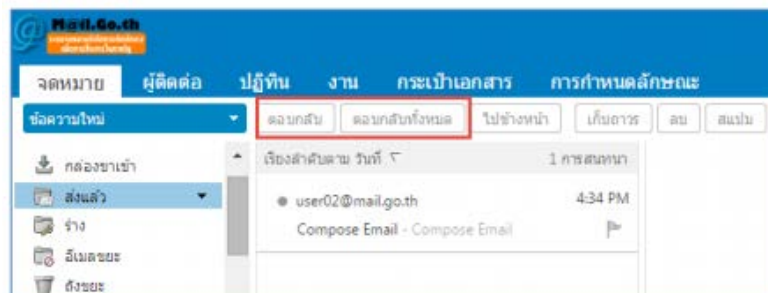 Mail.Go.th
จดหมาย ผู้ติดต่อ ปฏิทิน งาน กระเป๋าเอกสาร การกำหนดลักษณะ
ข้อความใหม่ ตอบกลับ ตอบกลับทั้งหมด ไปข้างหน้า เก็บถาวร ลบ สแปม
กล่องขาเข้า เรียงลำดับตาม วันที่ 1 การสนทนา
ส่งแล้ว user02@mail.go.th 4:34 PM
ร่าง Compose Email - Compose Email
อีเมลขยะ
ถังขยะ